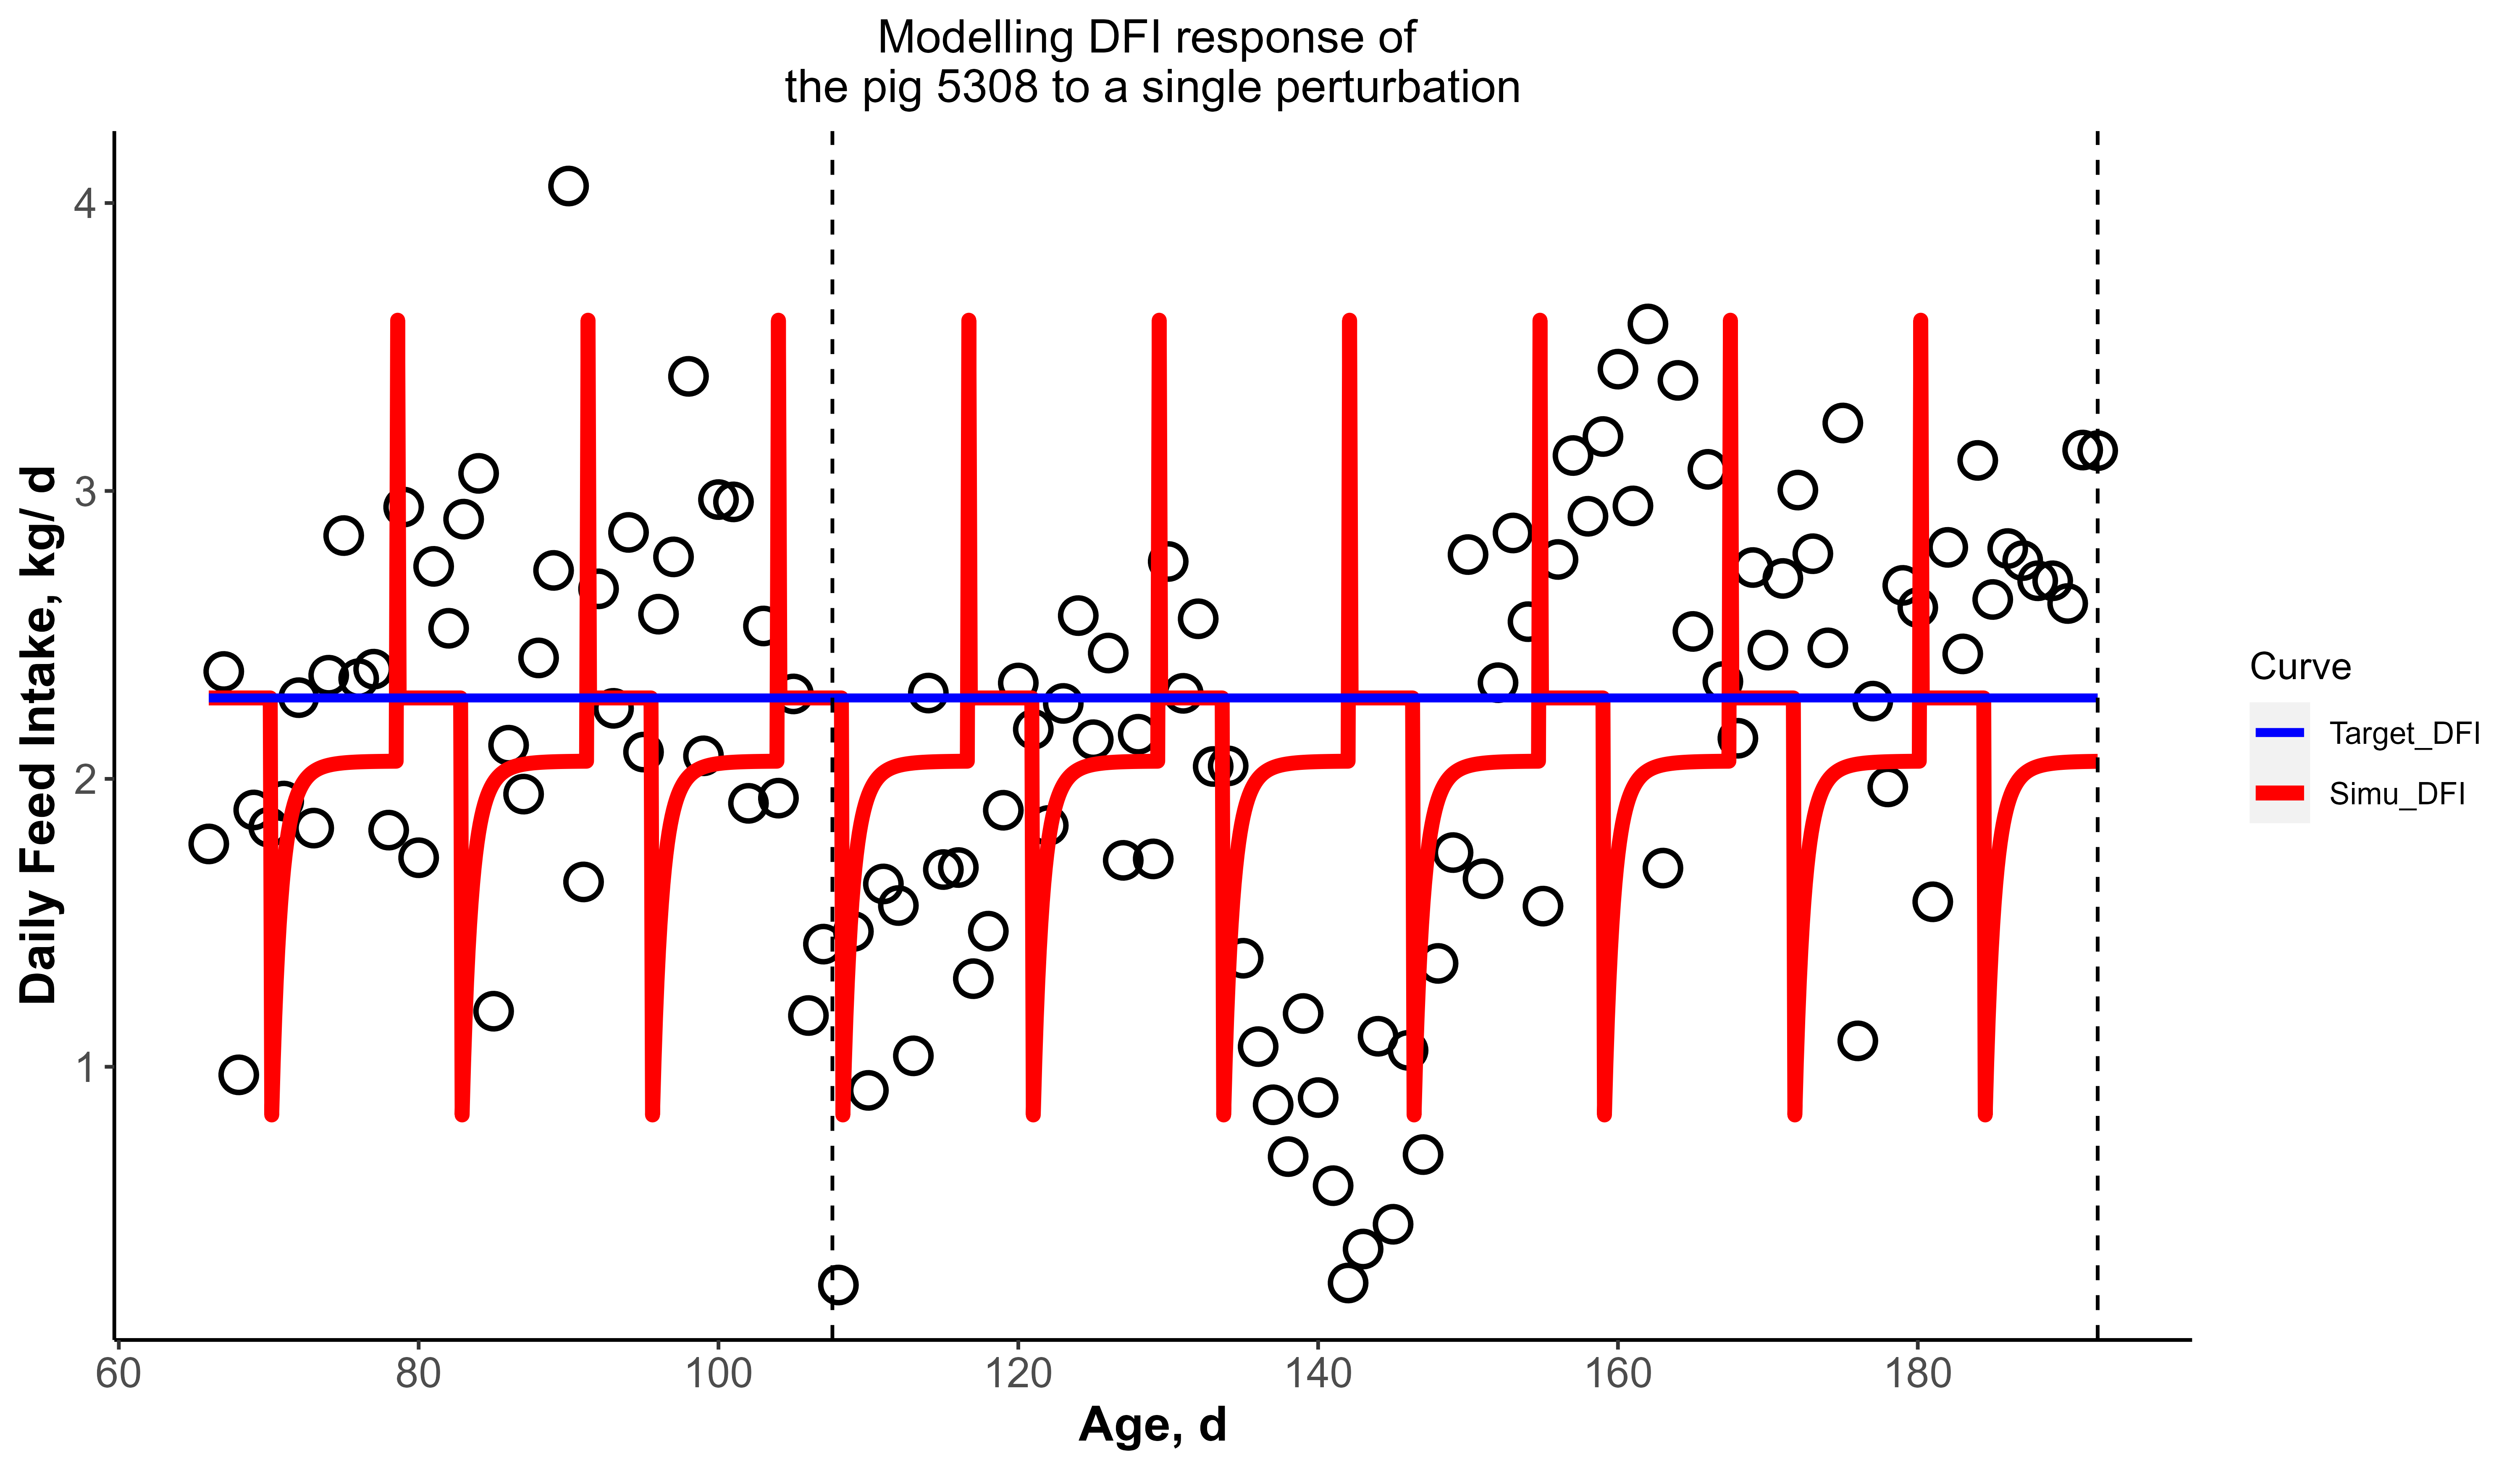 Modelling DFI response of
the pig 5308 to a single perturbation
Daily Feed Intake, kg/ d
4
3
2
1
60 80 100 120 140 160 180
Age, d
Curve
Target_DFI
Simu_DFI